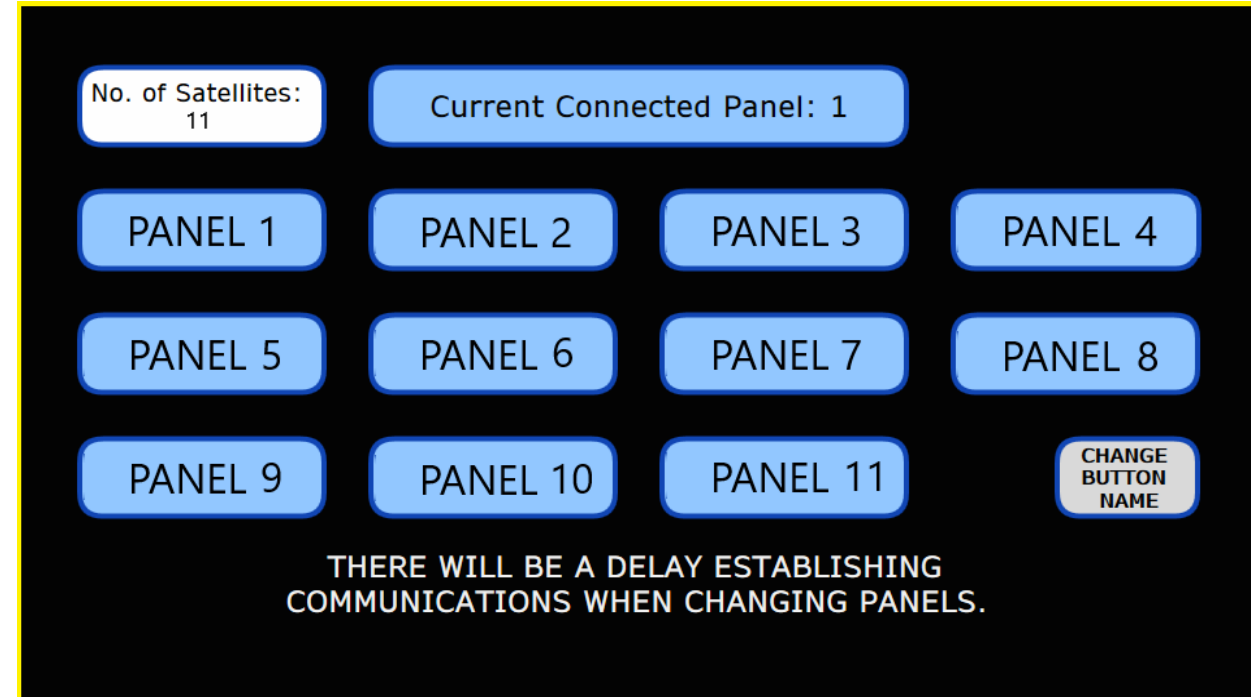 No. of Satellites:
11
Current Connected Panel: 1
PANEL 1
PANEL 2
PANEL 3
PANEL 4
PANEL 5
PANEL 6
PANEL 7
PANEL 8
PANEL 9
PANEL 10
PANEL 11
CHANGE
BUTTON
NAME
THERE WILL BE A DELAY ESTABLISHING
COMMUNICATIONS WHEN CHANGING PANELS.